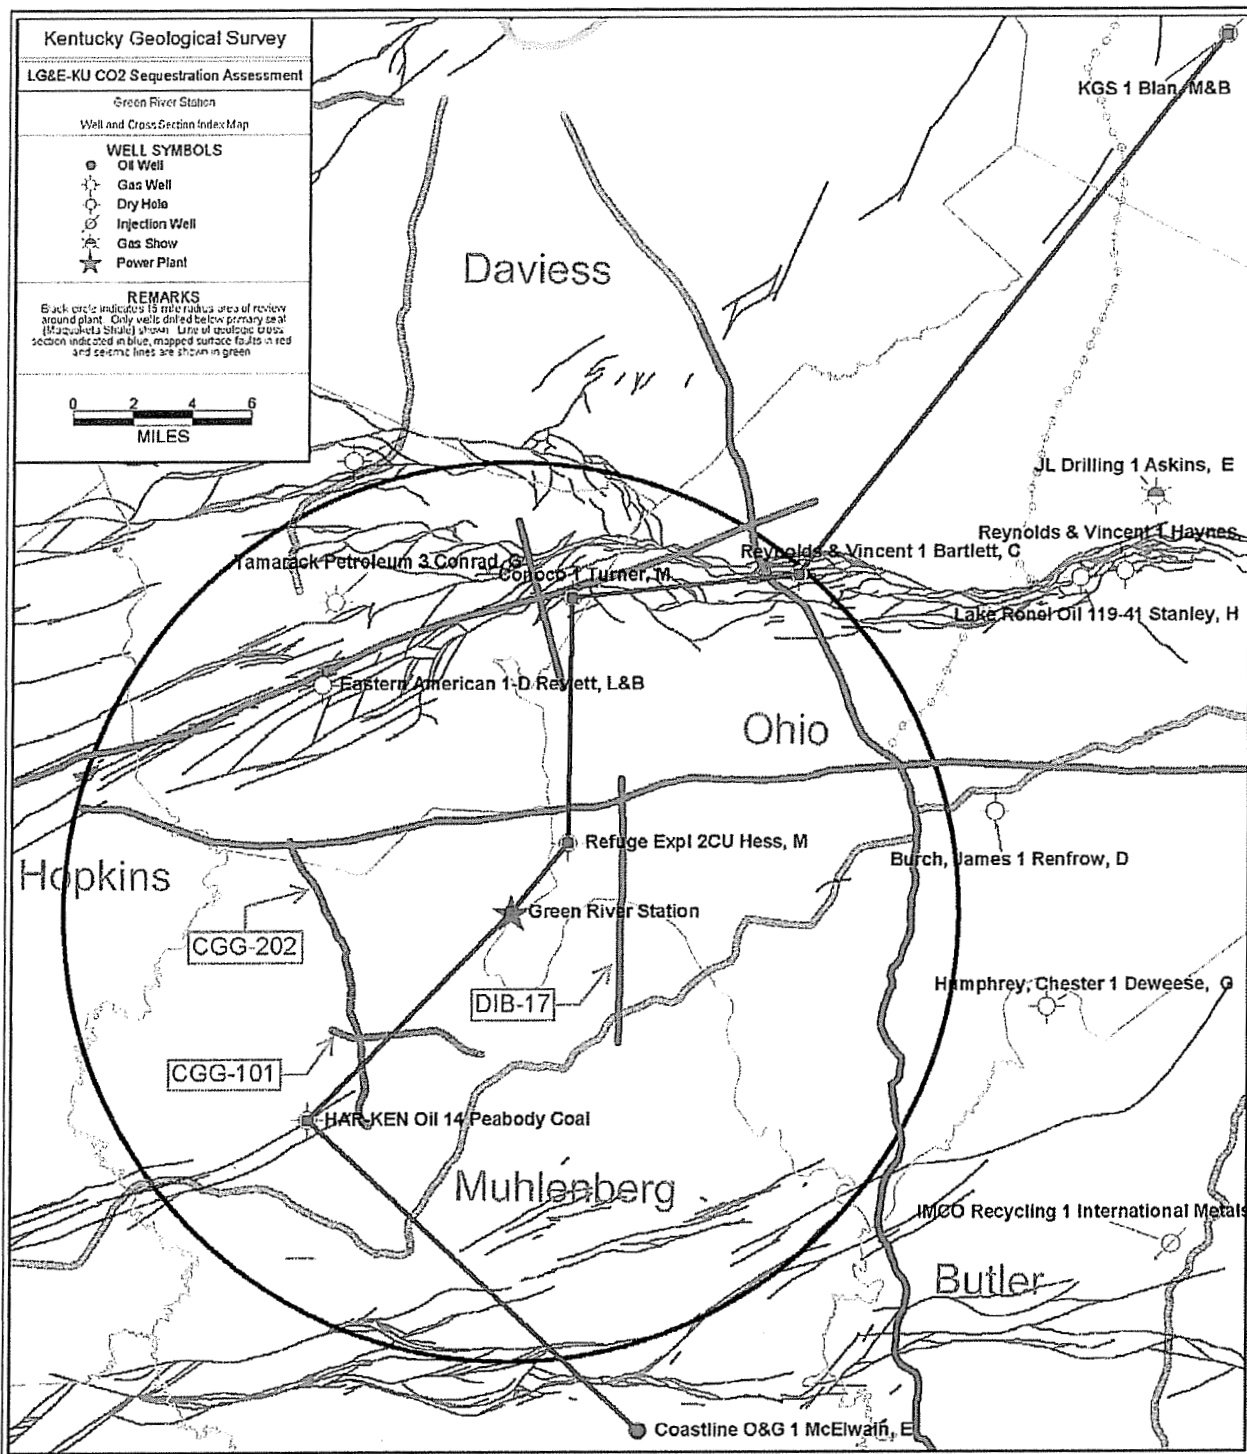 Kentucky Geological Survey
LG&E-KU CO2 Sequestration Assessment
Green River Station
Well and Cross Section Index Map
WELL SYMBOLS
Oil Well
Gas Well
Dry Hole
Injection Well
Gas Show
Power Plant
REMARKS
Black circle indicates 15 mile radius area of review
around plant. Only wells drilled below primary seal
(Maquoketa Shale) shown. Line of geologic cross
section indicated in blue, mapped surface faults in red
and seismic lines are shown in green
0 2 4 6
MILES
KGS 1 Blan, M&B
Daviess
JL Drilling 1 Askins, E
Reynolds & Vincent 1 Haynes,
Reynolds & Vincent 1 Bartlett, C
Tamarack Petroleum 3 Conrad, G
Conoco 1 Turner, M
Lake Ronel Oil 119-41 Stanley, H
Eastern American 1-D Revlett, L&B
Ohio
Refuge Expl 2CU Hess, M
Burch, James 1 Renfrow, D
Hopkins
Green River Station
CGG-202
DIB-17
Humphrey, Chester 1 Deweese, G
CGG-101
HAR-KEN Oil 14 Peabody Coal
Muhlenberg
IMCO Recycling 1 International Metals
Butler
Coastline O&G 1 McElwain, E